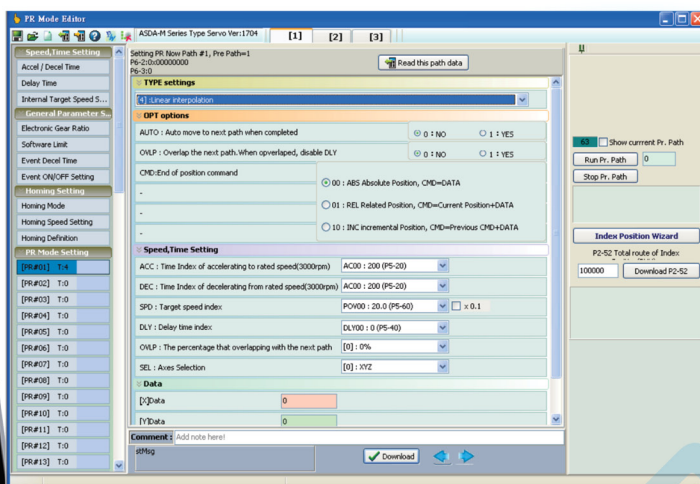 PR Mode Editor
ASDA-M Series Type Servo Ver:1704
[1]
[2]
[3]
Speed,Time Setting
Accel / Decel Time
Delay Time
Internal Target Speed S...
General Parameter S...
Electronic Gear Ratio
Software Limit
Event Decel Time
Event ON/OFF Setting
Homing Setting
Homing Mode
Homing Speed Setting
Homing Definition
PR Mode Setting
[PR#01] T:4
[PR#02] T:0
[PR#03] T:0
[PR#04] T:0
[PR#05] T:0
[PR#06] T:0
[PR#07] T:0
[PR#08] T:0
[PR#09] T:0
[PR#10] T:0
[PR#11] T:0
[PR#12] T:0
[PR#13] T:0
Setting PR Now Path #1, Pre Path=1
P6-2:0x00000000
P6-3:0
Read this path data
TYPE settings
[4] :Linear interpolation
OPT options
AUTO : Auto move to next path when completed
0 : NO
1 : YES
OVLP : Overlap the next path.When opverlaped, disable DLY
0 : NO
1 : YES
CMD:End of position command
-
-
-
00 : ABS Absolute Position, CMD=DATA
01 : REL Related Position, CMD=Current Position+DATA
10 : INC incremental Position, CMD=Previous CMD+DATA
Speed,Time Setting
ACC : Time Index of accelerating to rated speed(3000rpm)
AC00 : 200 (P5-20)
DEC : Time Index of decelerating from rated speed(3000rpm)
AC00 : 200 (P5-20)
SPD : Target speed index
POV00 : 20.0 (P5-60)
x 0.1
DLY : Delay time index
DLY00 : 0 (P5-40)
OVLP : The percentage that overlapping with the next path
[0] : 0%
SEL : Axes Selection
[0] : XYZ
Data
[X]Data
0
[Y]Data
0
Comment :
Add note here!
stMsg
Download
63
Show currrent Pr. Path
Run Pr. Path
0
Stop Pr. Path
Index Position Wizard
P2-52 Total route of Index
100000
Download P2-52